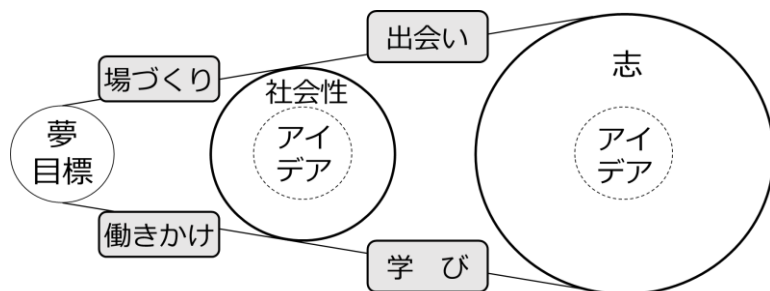 夢
目標
場づくり
働きかけ
社会性
アイ
デア
出会い
学　び
志
アイ
デア